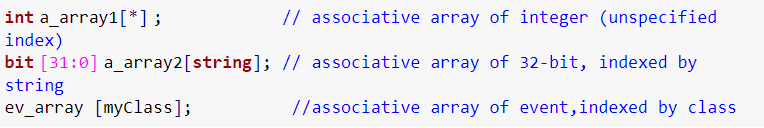 int a_array1[*] ;            // associative array of integer (unspecified
index)
bit [31:0] a_array2[string]; // associative array of 32-bit, indexed by
string
ev_array [myClass];          //associative array of event,indexed by class